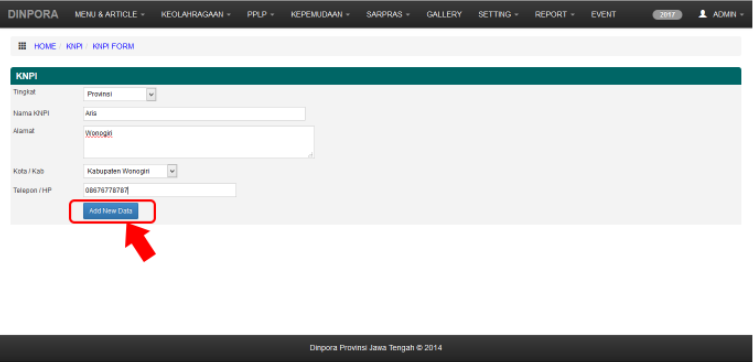 DINPORA MENU & ARTICLE KEOLAHRAGAAN PPLP KEPEMUDAAN SARPRAS GALLERY SETTING REPORT EVENT 2017 ADMIN
HOME / KNPI / KNPI FORM
KNPI
Tingkat Provinsi
Nama KNPI Aris
Alamat Wonogiri
Kota / Kab Kabupaten Wonogiri
Telepon / HP 08676778787
Add New Data
Dinpora Provinsi Jawa Tengah © 2014